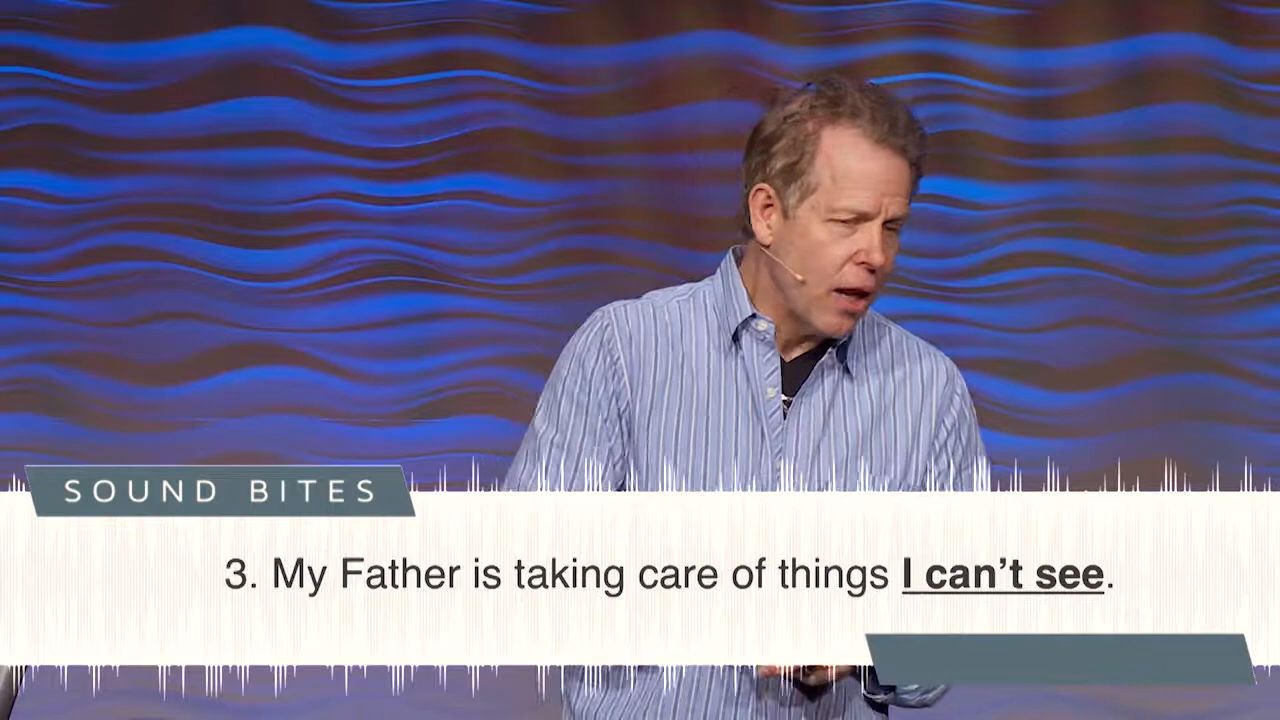 SOUND BITES
3. My Father is taking care of things I can’t see.